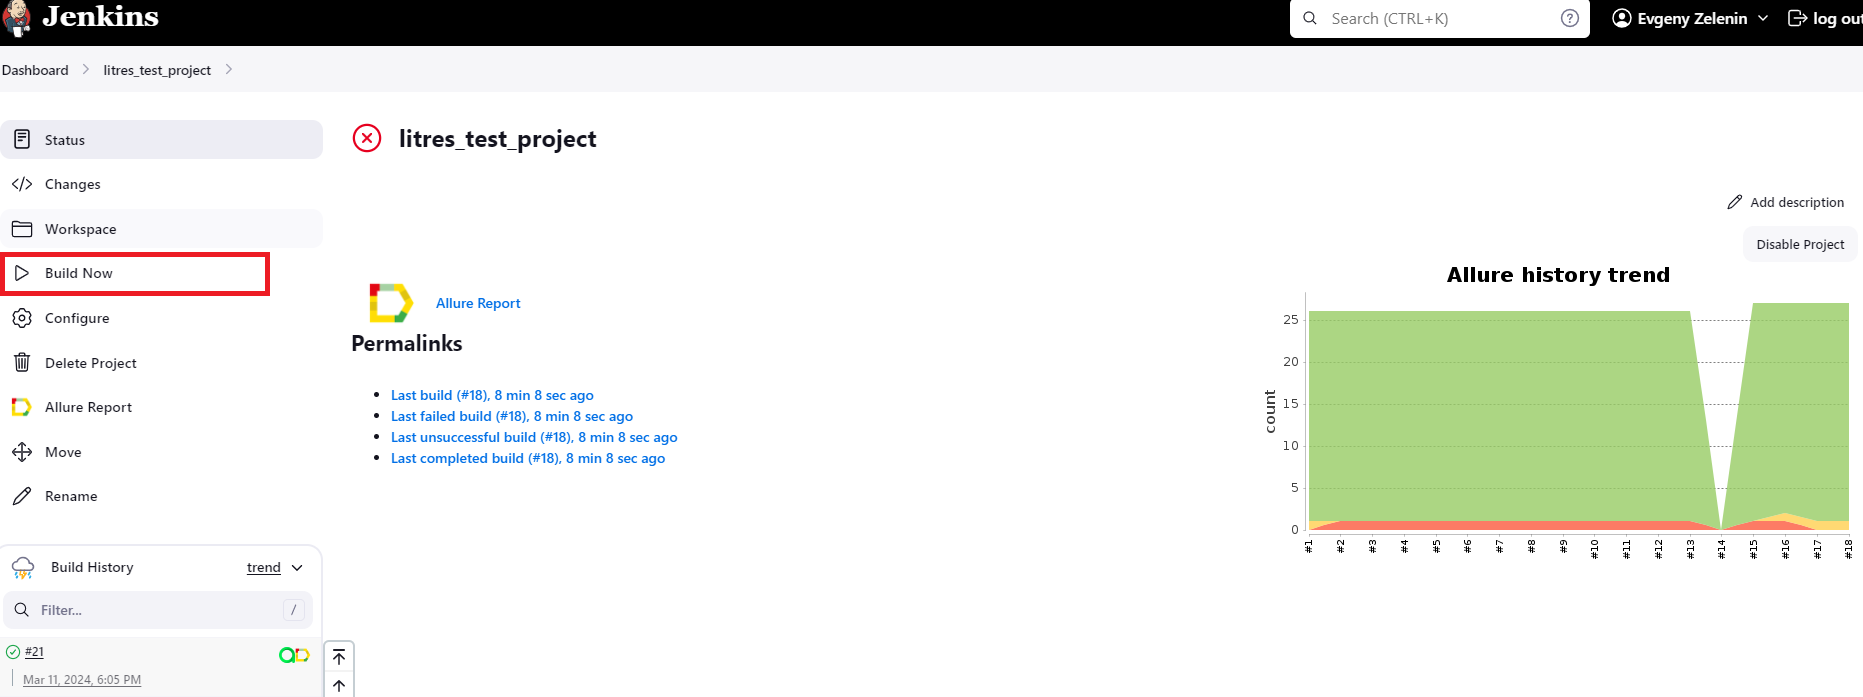 Jenkins
Search (CTRL+K)
?
Evgeny Zelenin
log out
Dashboard
litres_test_project
Status
Changes
Workspace
Build Now
Configure
Delete Project
Allure Report
Move
Rename
Build History
trend
Filter...
/
#21
Mar 11, 2024, 6:05 PM
litres_test_project
Add description
Disable Project
Allure Report
Permalinks
Last build (#18), 8 min 8 sec ago
Last failed build (#18), 8 min 8 sec ago
Last unsuccessful build (#18), 8 min 8 sec ago
Last completed build (#18), 8 min 8 sec ago
Allure history trend
count
25
20
15
10
5
0
#1
#2
#3
#4
#5
#6
#7
#8
#9
#10
#11
#12
#13
#14
#15
#16
#17
#18